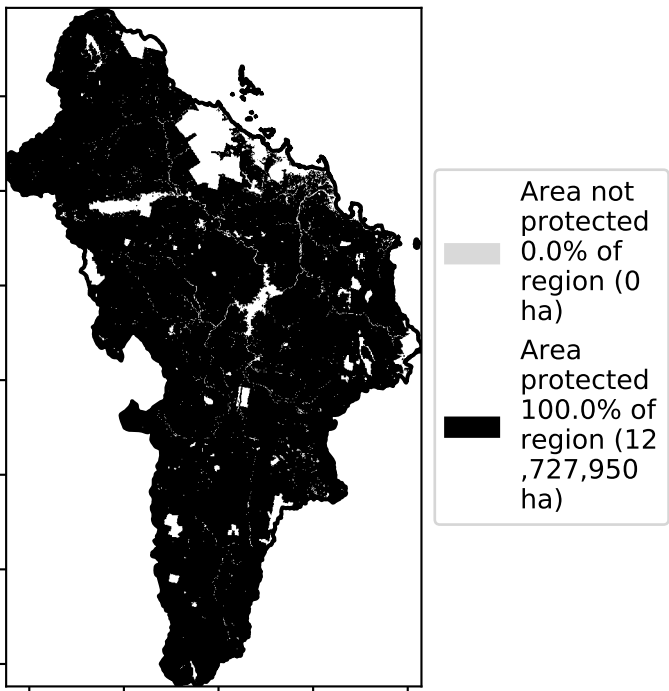 Area not
protected
0.0% of
region (0
ha)
Area
protected
100.0% of
region (12
,727,950
ha)